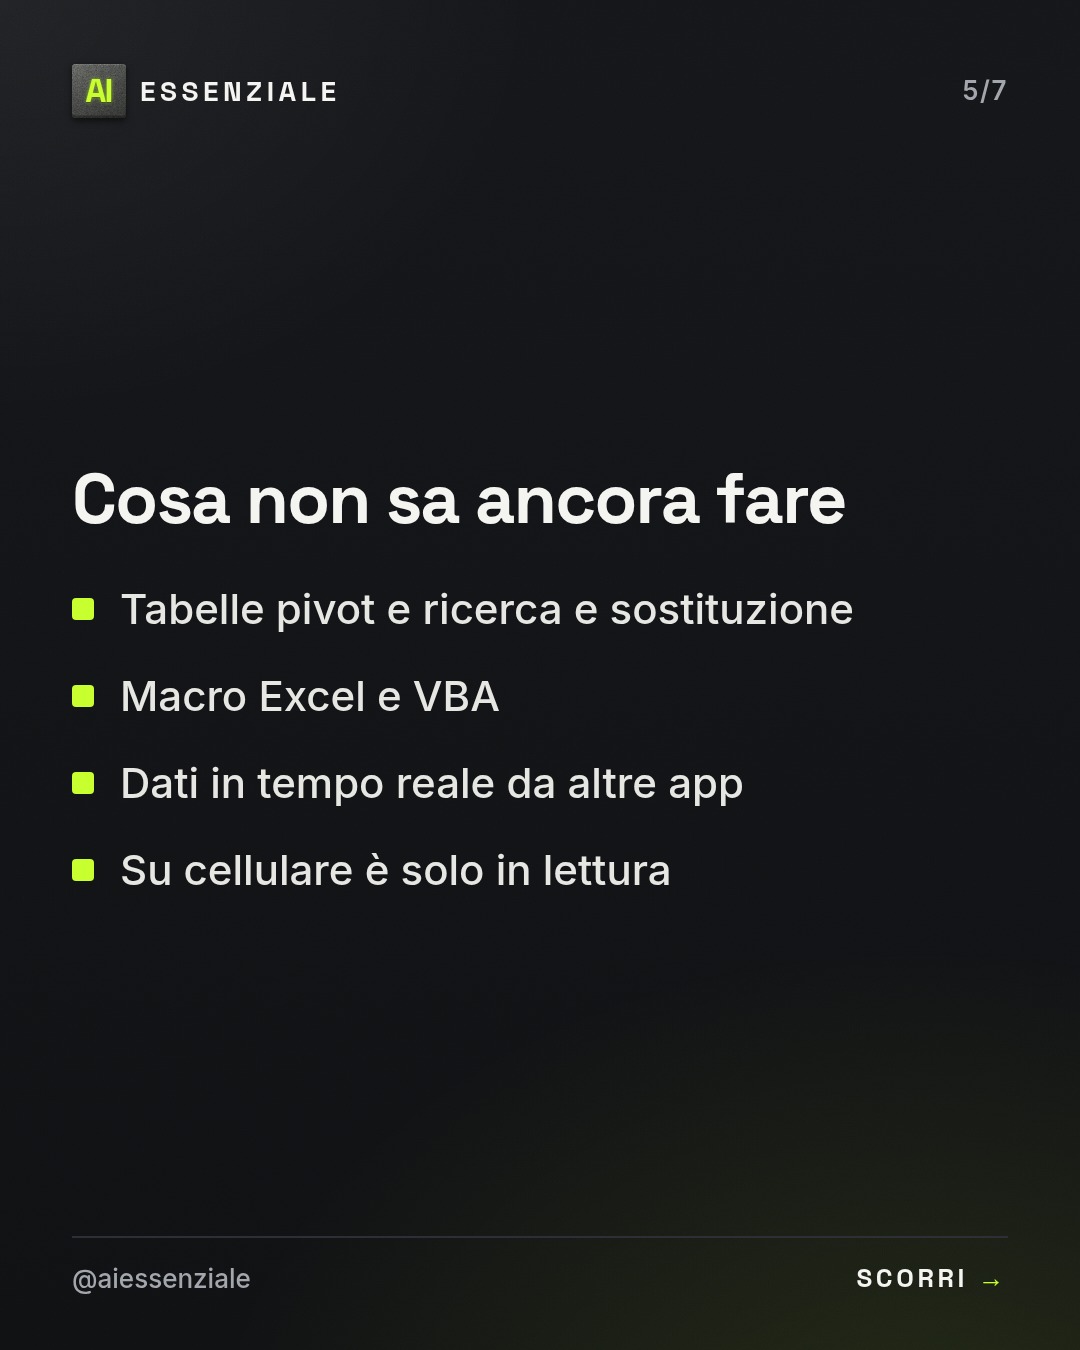 AI ESSENZIALE
5/7
Cosa non sa ancora fare
Tabelle pivot e ricerca e sostituzione
Macro Excel e VBA
Dati in tempo reale da altre app
Su cellulare è solo in lettura
@aiessenziale
SCORRI →